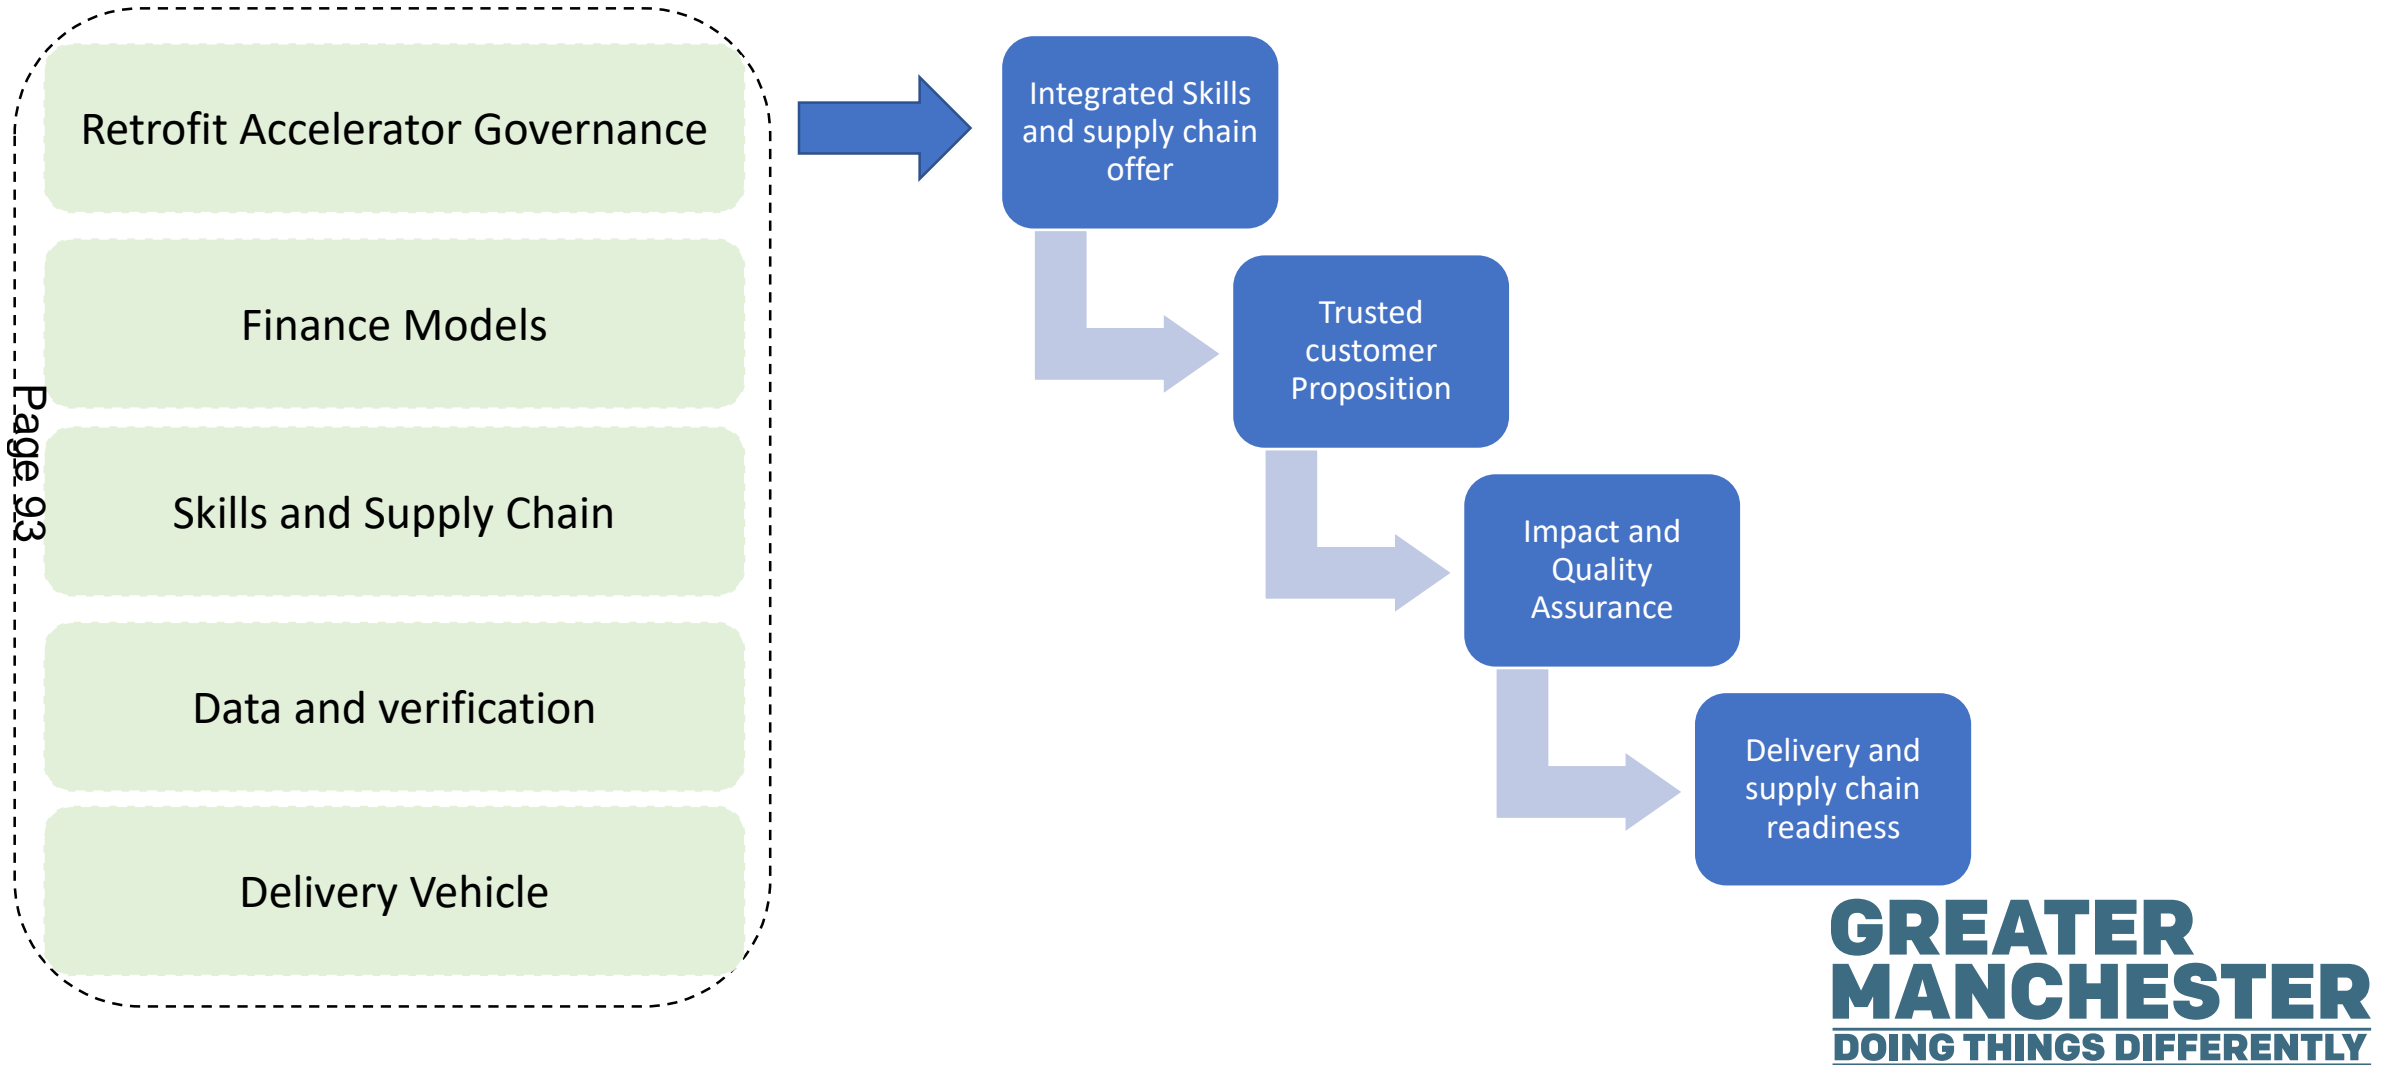 Retrofit Accelerator Governance
Finance Models
Skills and Supply Chain
Data and verification
Delivery Vehicle
Page 93
Integrated Skills
and supply chain
offer
Trusted
customer
Proposition
Impact and
Quality
Assurance
Delivery and
supply chain
readiness
GREATER
MANCHESTER
DOING THINGS DIFFERENTLY